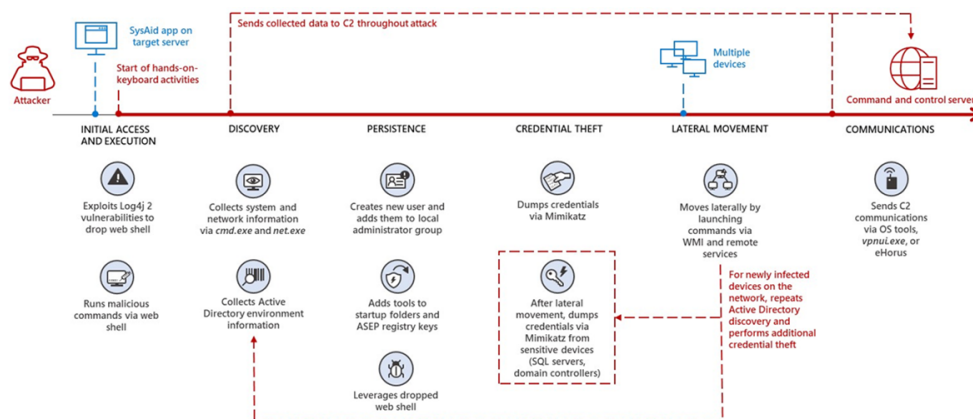 Sends collected data to C2 throughout attack
SysAid app on
target server
Start of hands-on-
keyboard activities
Attacker
Multiple
devices
Command and control server
INITIAL ACCESS
AND EXECUTION
DISCOVERY
PERSISTENCE
CREDENTIAL THEFT
LATERAL MOVEMENT
COMMUNICATIONS
Exploits Log4j 2
vulnerabilities to
drop web shell
Collects system and
network information
via cmd.exe and net.exe
Creates new user and
adds them to local
administrator group
Dumps credentials
via Mimikatz
Moves laterally by
launching
commands via
WMI and remote
services
Sends C2
communications
via OS tools,
vpnui.exe, or
eHorus
Runs malicious
commands via web
shell
Collects Active
Directory environment
information
Adds tools to
startup folders and
ASEP registry keys
After lateral
movement, dumps
credentials via
Mimikatz from
sensitive devices
(SQL servers,
domain controllers)
For newly infected
devices on the
network, repeats
Active Directory
discovery and
performs additional
credential theft
Leverages dropped
web shell